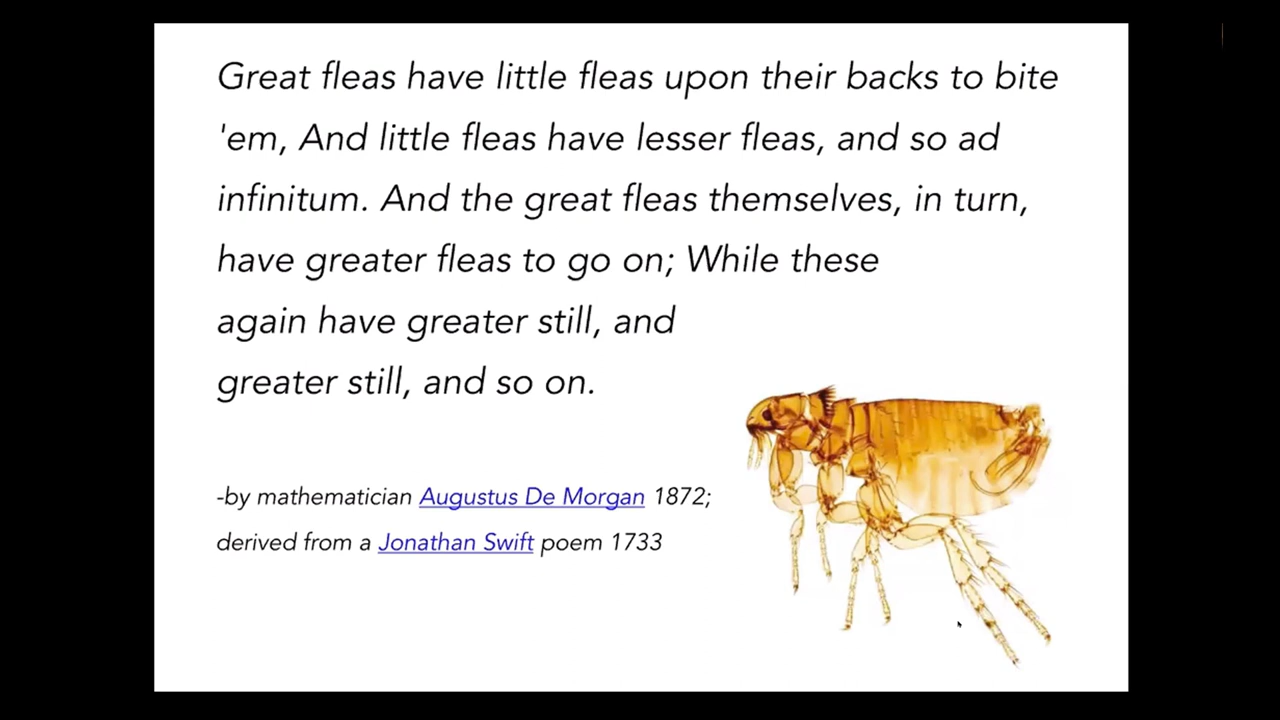 Great fleas have little fleas upon their backs to bite
'em, And little fleas have lesser fleas, and so ad
infinitum. And the great fleas themselves, in turn,
have greater fleas to go on; While these
again have greater still, and
greater still, and so on.
-by mathematician Augustus De Morgan 1872;
derived from a Jonathan Swift poem 1733